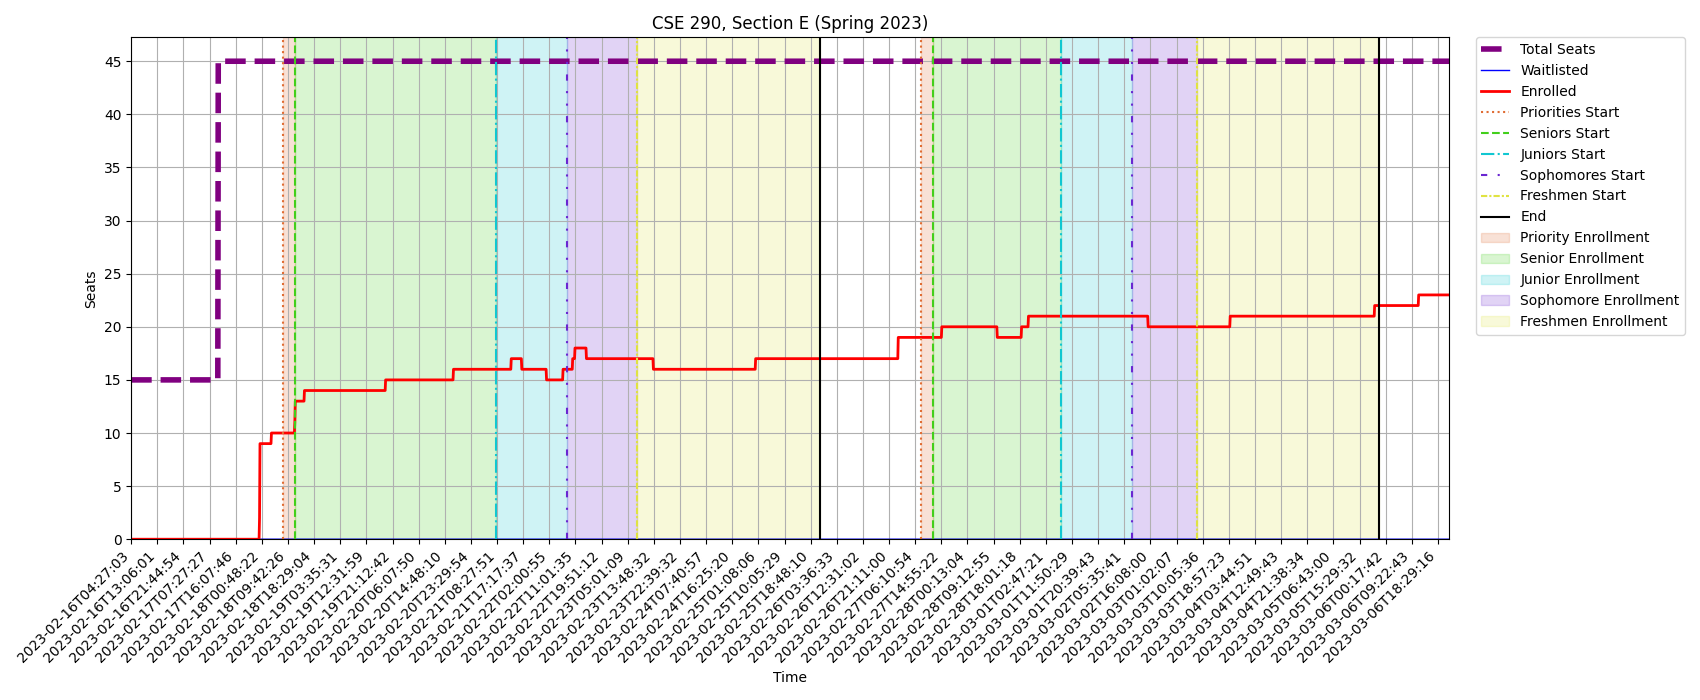 CSE 290, Section E (Spring 2023)
Seats
45
40
35
30
25
20
15
10
5
0
2023-02-16T04:27:03
2023-02-16T13:06:01
2023-02-16T21:44:54
2023-02-17T07:27:27
2023-02-17T16:07:46
2023-02-18T00:48:22
2023-02-18T09:42:26
2023-02-18T18:29:04
2023-02-19T03:35:31
2023-02-19T12:31:59
2023-02-19T21:12:42
2023-02-20T06:07:50
2023-02-20T14:48:10
2023-02-20T23:29:54
2023-02-21T08:27:51
2023-02-21T17:17:37
2023-02-22T02:00:55
2023-02-22T11:01:35
2023-02-22T19:51:12
2023-02-23T05:01:09
2023-02-23T13:48:32
2023-02-23T22:39:32
2023-02-24T07:40:57
2023-02-24T16:25:20
2023-02-25T01:08:06
2023-02-25T10:05:29
2023-02-25T18:48:10
2023-02-26T03:36:33
2023-02-26T12:31:02
2023-02-26T21:11:00
2023-02-27T06:10:54
2023-02-27T14:55:22
2023-02-28T00:13:04
2023-02-28T09:12:55
2023-02-28T18:01:18
2023-03-01T02:47:21
2023-03-01T11:50:29
2023-03-01T20:39:43
2023-03-02T05:35:41
2023-03-02T16:08:00
2023-03-03T01:02:07
2023-03-03T10:05:36
2023-03-03T18:57:23
2023-03-04T03:44:51
2023-03-04T12:49:43
2023-03-04T21:38:34
2023-03-05T06:43:00
2023-03-05T15:29:32
2023-03-06T00:17:42
2023-03-06T09:22:43
2023-03-06T18:29:16
Time
Total Seats
Waitlisted
Enrolled
Priorities Start
Seniors Start
Juniors Start
Sophomores Start
Freshmen Start
End
Priority Enrollment
Senior Enrollment
Junior Enrollment
Sophomore Enrollment
Freshmen Enrollment